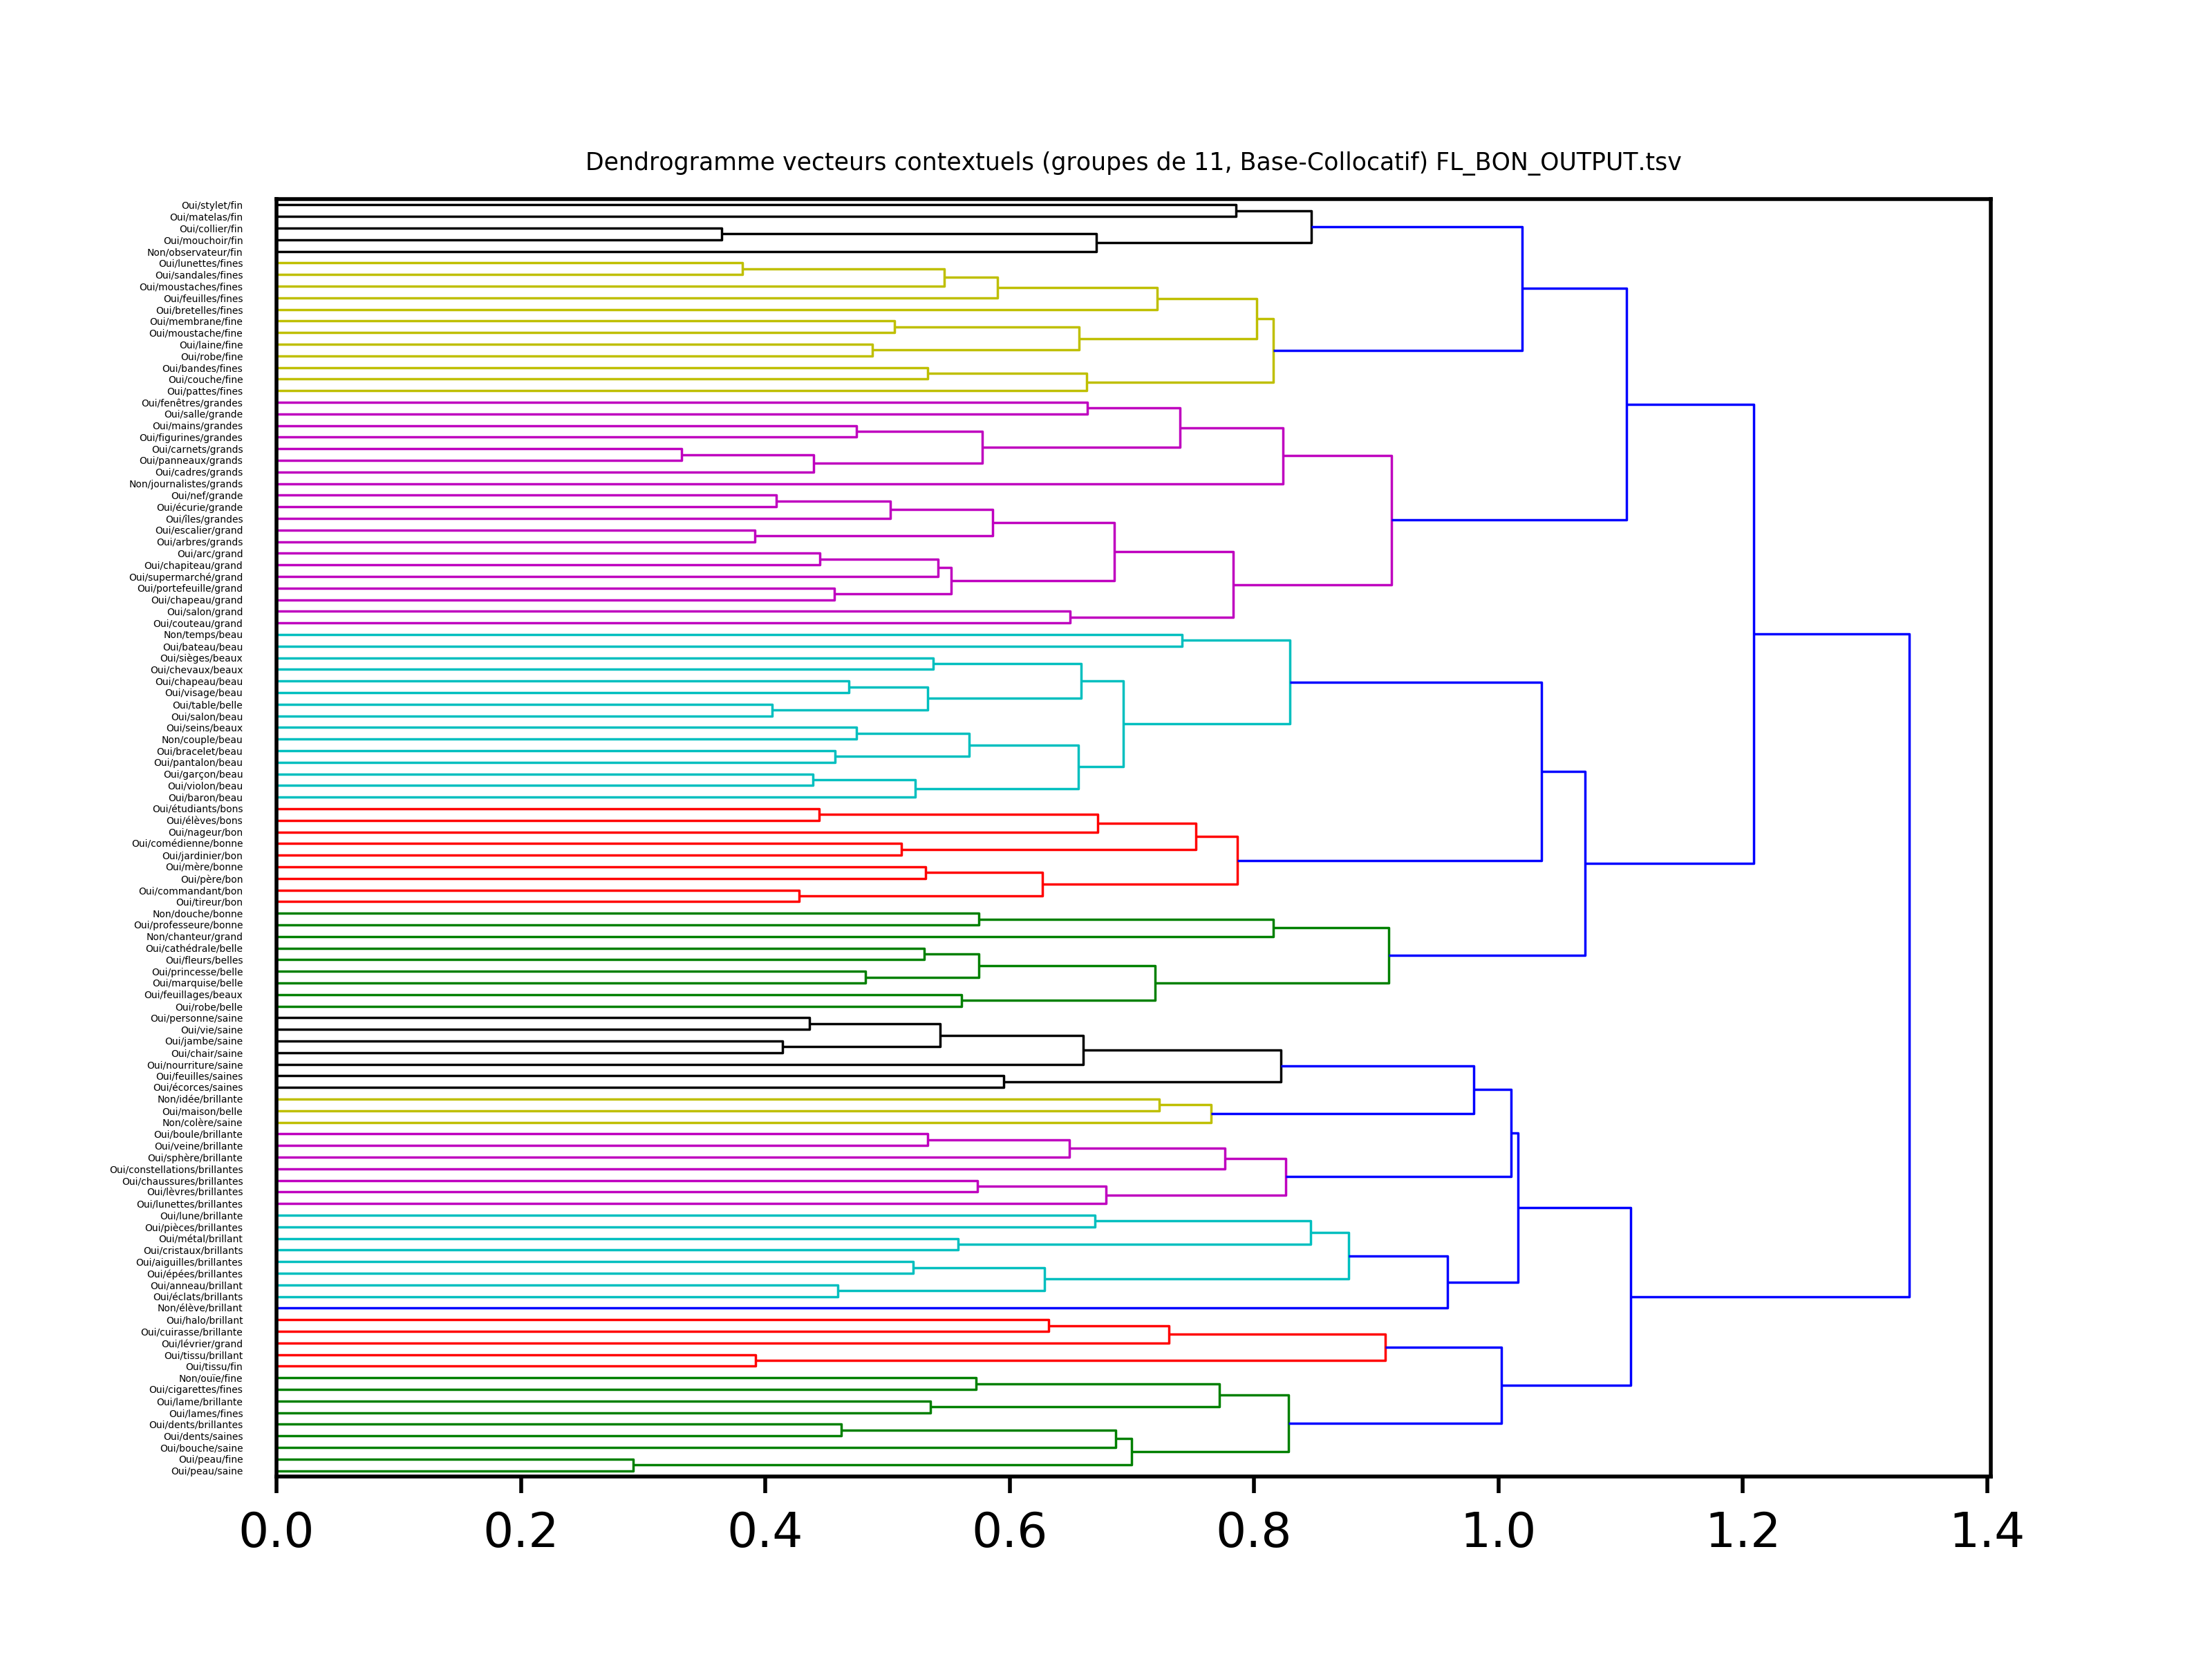 Dendrogramme vecteurs contextuels (groupes de 11, Base-Collocatif) FL_BON_OUTPUT.tsv
Oui/stylet/fin
Oui/matelas/fin
Oui/collier/fin
Oui/mouchoir/fin
Non/observateur/fin
Oui/lunettes/fines
Oui/sandales/fines
Oui/moustaches/fines
Oui/feuilles/fines
Oui/bretelles/fines
Oui/membrane/fine
Oui/moustache/fine
Oui/laine/fine
Oui/robe/fine
Oui/bandes/fines
Oui/couche/fine
Oui/pattes/fines
Oui/fenêtres/grandes
Oui/salle/grande
Oui/mains/grandes
Oui/figurines/grandes
Oui/carnets/grands
Oui/panneaux/grands
Oui/cadres/grands
Non/journalistes/grands
Oui/nef/grande
Oui/écurie/grande
Oui/îles/grandes
Oui/escalier/grand
Oui/arbres/grands
Oui/arc/grand
Oui/chapiteau/grand
Oui/supermarché/grand
Oui/portefeuille/grand
Oui/chapeau/grand
Oui/salon/grand
Oui/couteau/grand
Non/temps/beau
Oui/bateau/beau
Oui/sièges/beaux
Oui/chevaux/beaux
Oui/chapeau/beau
Oui/visage/beau
Oui/table/belle
Oui/salon/beau
Oui/seins/beaux
Non/couple/beau
Oui/bracelet/beau
Oui/pantalon/beau
Oui/garçon/beau
Oui/violon/beau
Oui/baron/beau
Oui/étudiants/bons
Oui/élèves/bons
Oui/nageur/bon
Oui/comédienne/bonne
Oui/jardinier/bon
Oui/mère/bonne
Oui/père/bon
Oui/commandant/bon
Oui/tireur/bon
Non/douche/bonne
Oui/professeure/bonne
Non/chanteur/grand
Oui/cathédrale/belle
Oui/fleurs/belles
Oui/princesse/belle
Oui/marquise/belle
Oui/feuillages/beaux
Oui/robe/belle
Oui/personne/saine
Oui/vie/saine
Oui/jambe/saine
Oui/chair/saine
Oui/nourriture/saine
Oui/feuilles/saines
Oui/écorces/saines
Non/idée/brillante
Oui/maison/belle
Non/colère/saine
Oui/boule/brillante
Oui/veine/brillante
Oui/sphère/brillante
Oui/constellations/brillantes
Oui/chaussures/brillantes
Oui/lèvres/brillantes
Oui/lunettes/brillantes
Oui/lune/brillante
Oui/pièces/brillantes
Oui/métal/brillant
Oui/cristaux/brillants
Oui/aiguilles/brillantes
Oui/épées/brillantes
Oui/anneau/brillant
Oui/éclats/brillants
Non/élève/brillant
Oui/halo/brillant
Oui/cuirasse/brillante
Oui/lévrier/grand
Oui/tissu/brillant
Oui/tissu/fin
Non/ouïe/fine
Oui/cigarettes/fines
Oui/lame/brillante
Oui/lames/fines
Oui/dents/brillantes
Oui/dents/saines
Oui/bouche/saine
Oui/peau/fine
Oui/peau/saine
0.0 0.2 0.4 0.6 0.8 1.0 1.2 1.4